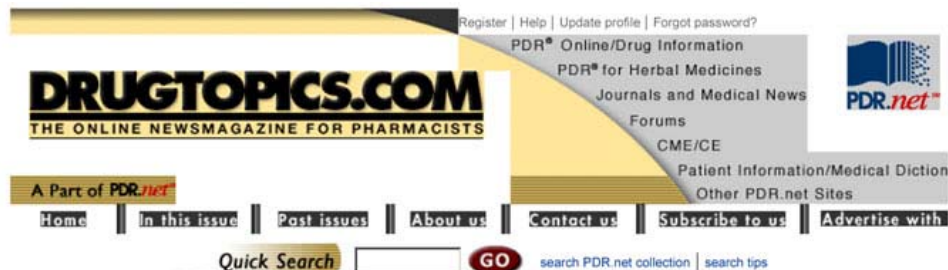 Register | Help | Update profile | Forgot password?
PDR® Online/Drug Information
PDR® for Herbal Medicines
Journals and Medical News
Forums
CME/CE
Patient Information/Medical Diction
Other PDR.net Sites
PDR.net℠
DRUGTOPICS.COM
THE ONLINE NEWSMAGAZINE FOR PHARMACISTS
A Part of PDR.net℠
Home In this issue Past issues About us Contact us Subscribe to us Advertise with
Quick Search GO search PDR.net collection | search tips